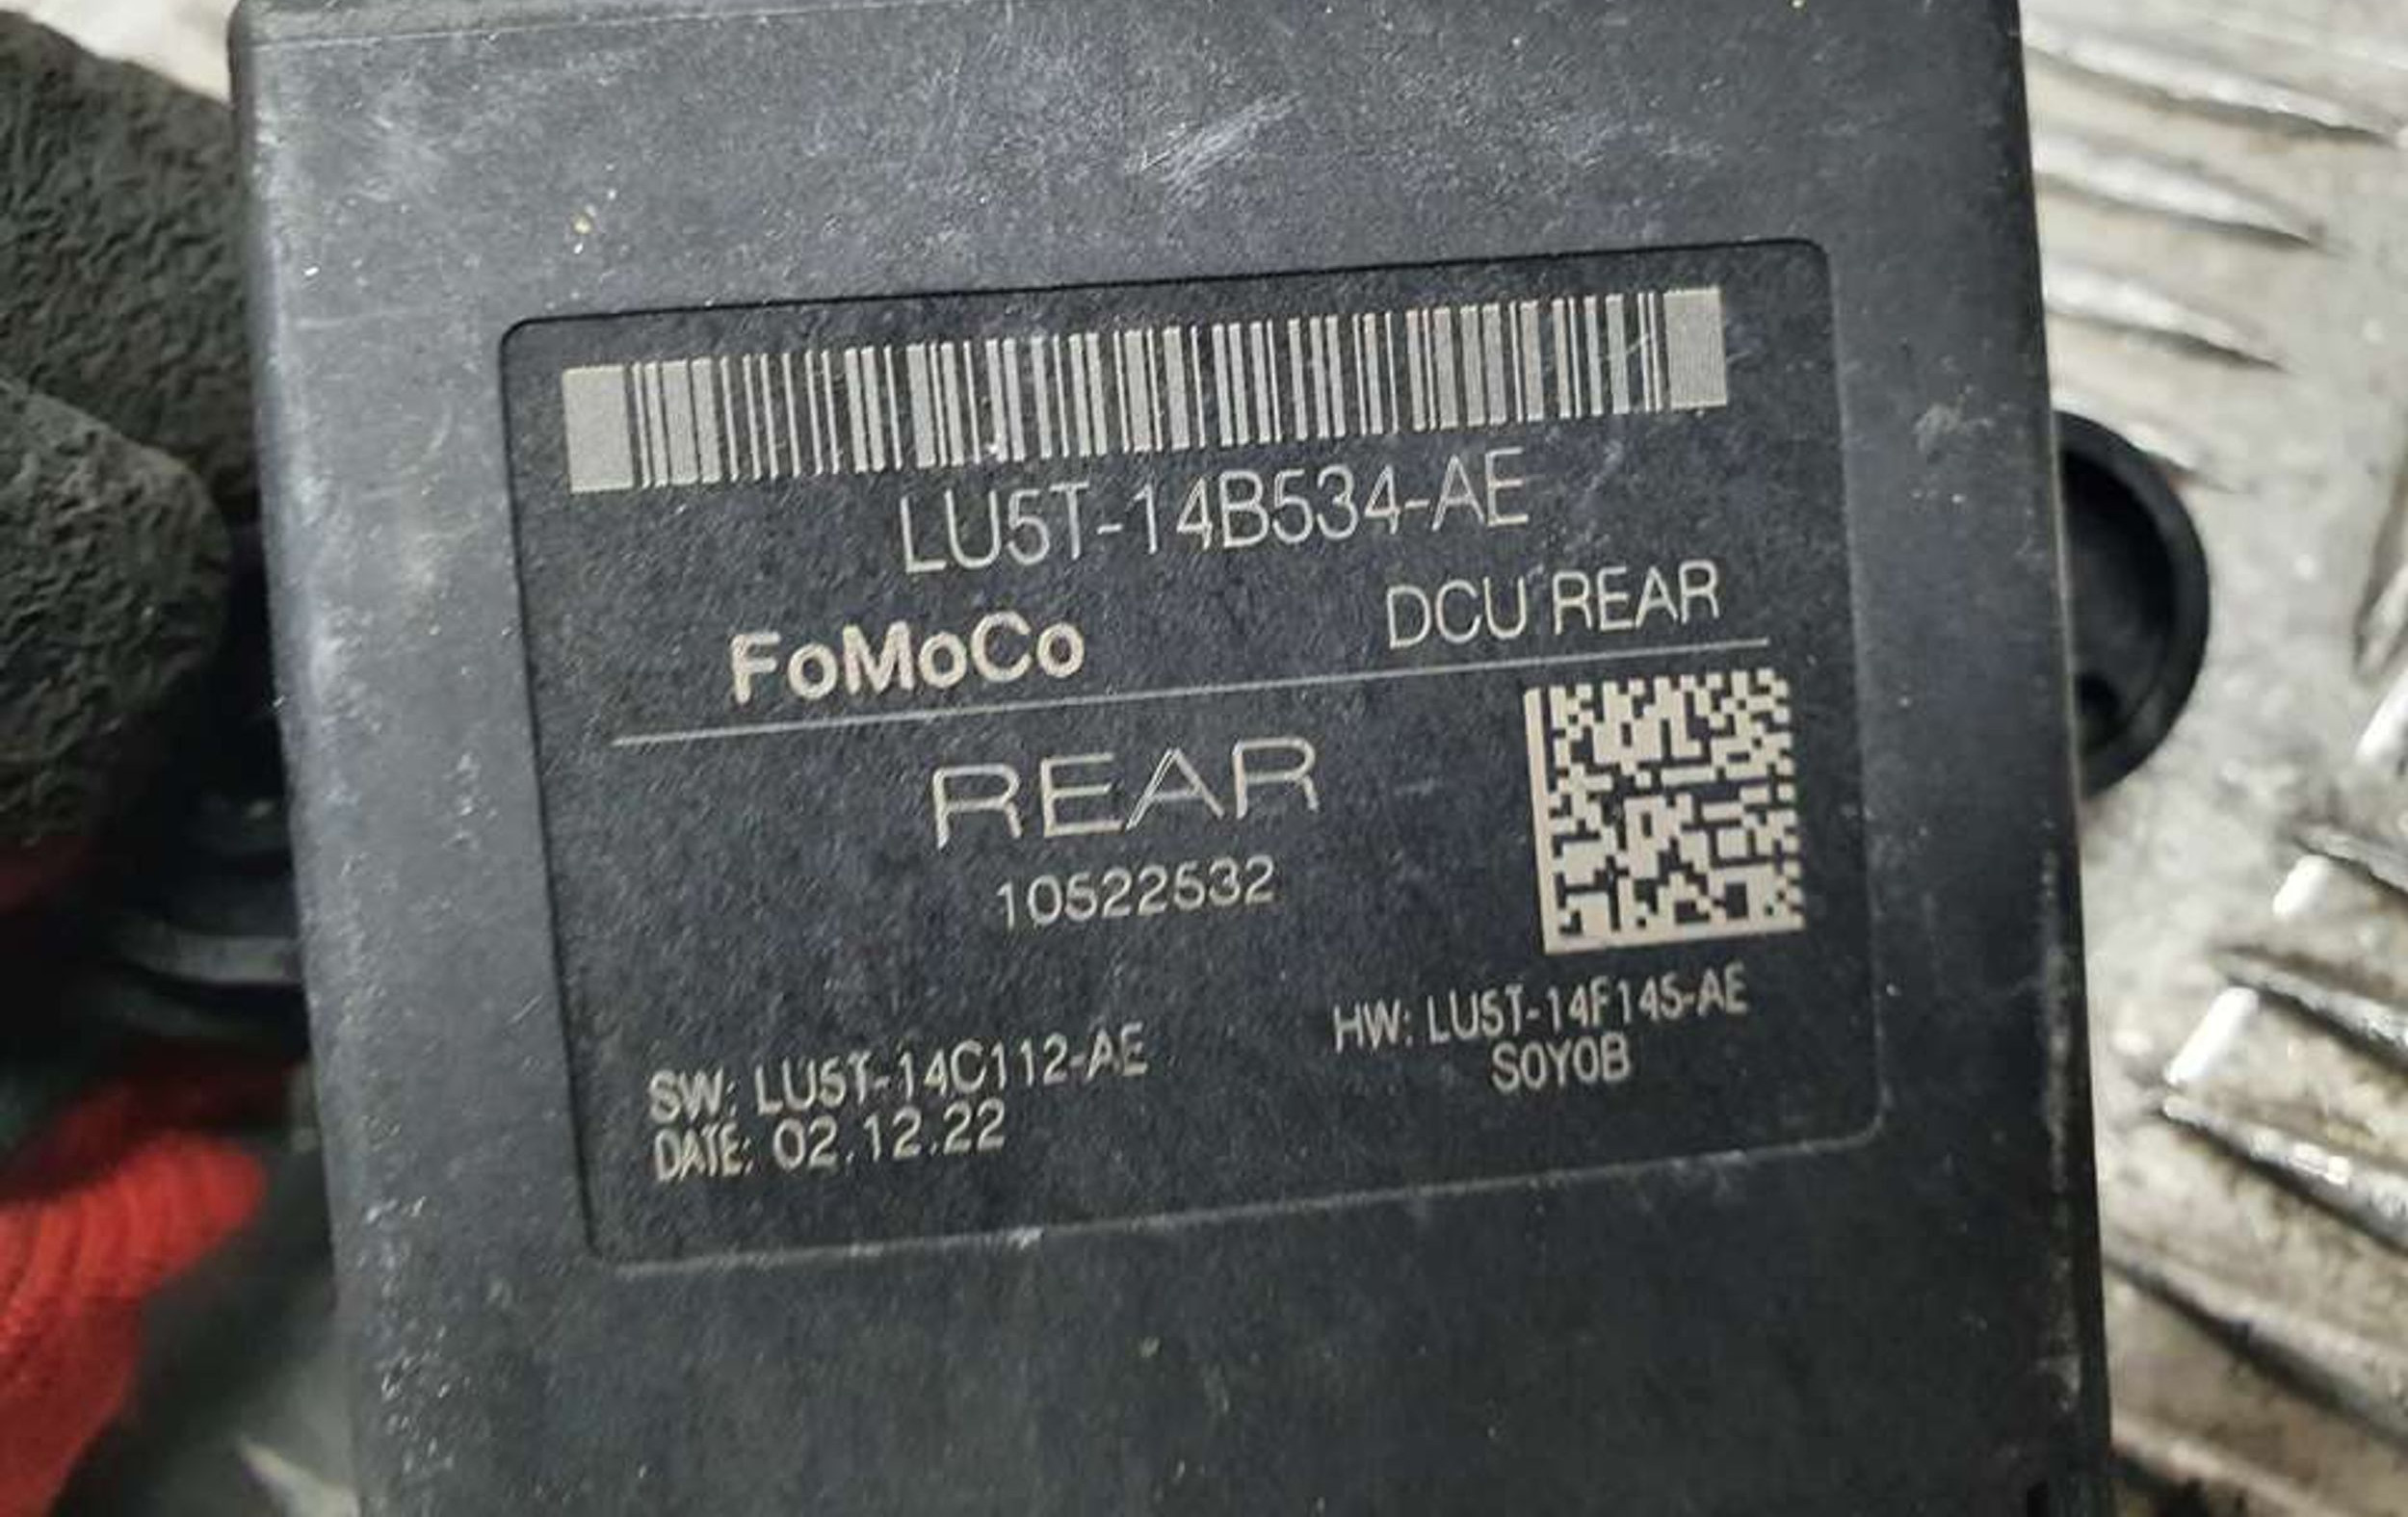 LU5T-14B534-AE
FoMoCo DCU REAR
REAR
10522532
HW: LU5T-14F145-AE
S0Y0B
SW: LU5T-14C112-AE
DATE: 02.12.22